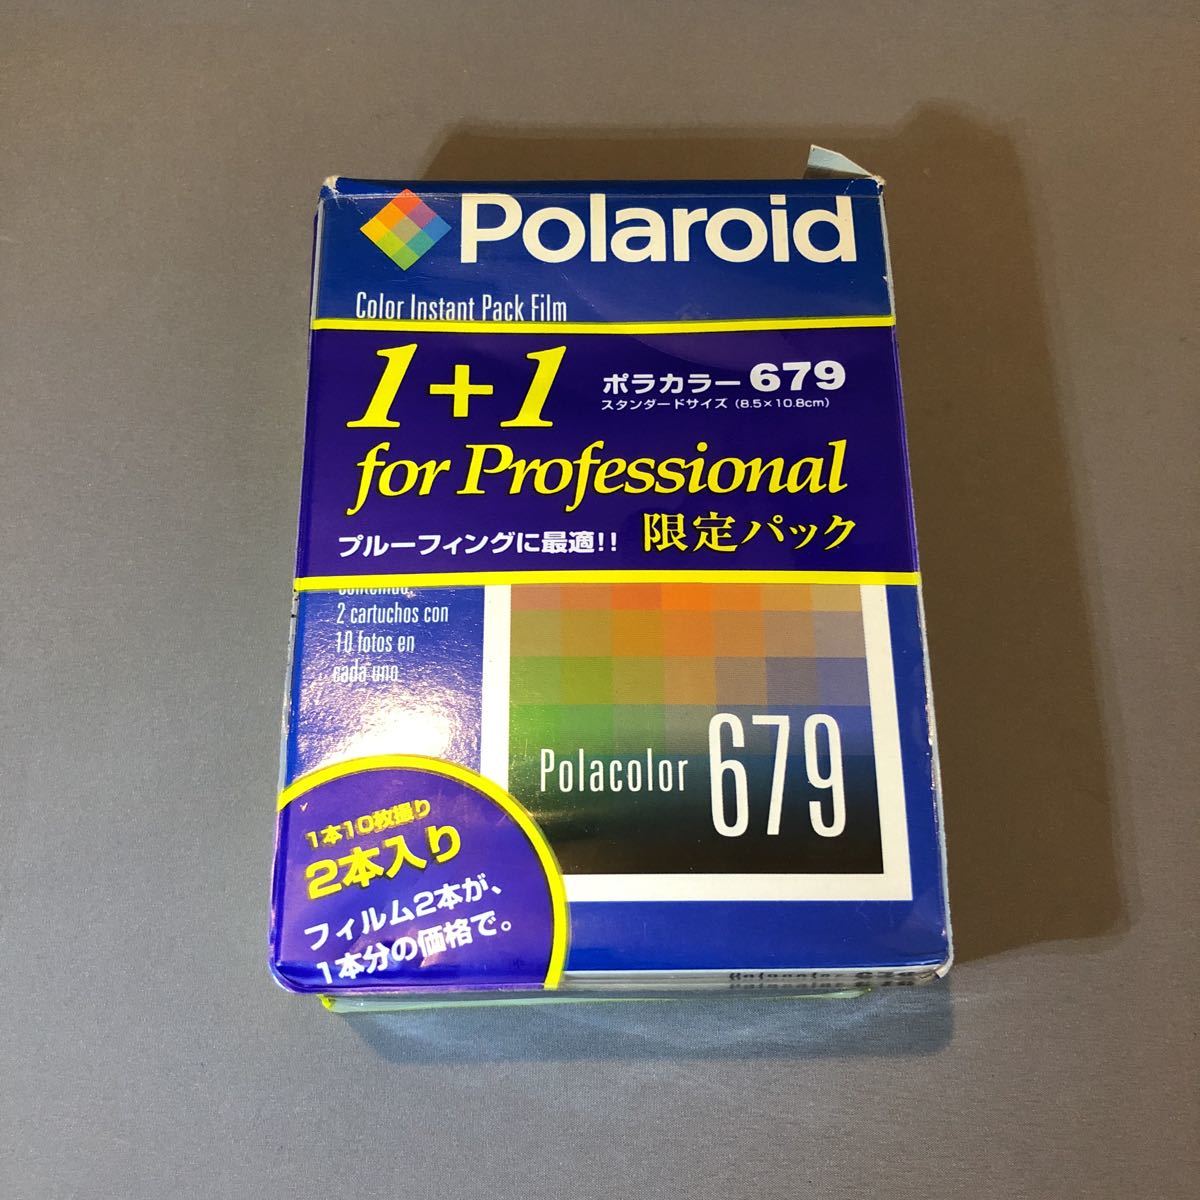 Polaroid
Color Instant Pack Film
1+1
ポラカラー 679
スタンダードサイズ (8.5×10.8cm)
for Professional
プルーフィングに最適!! 限定パック
2 cartuchos con
10 fotos en
cada uno
Polacolor 679
1本10枚撮り
2本入り
フィルム2本が、
1本分の価格で。
Polacolor 679